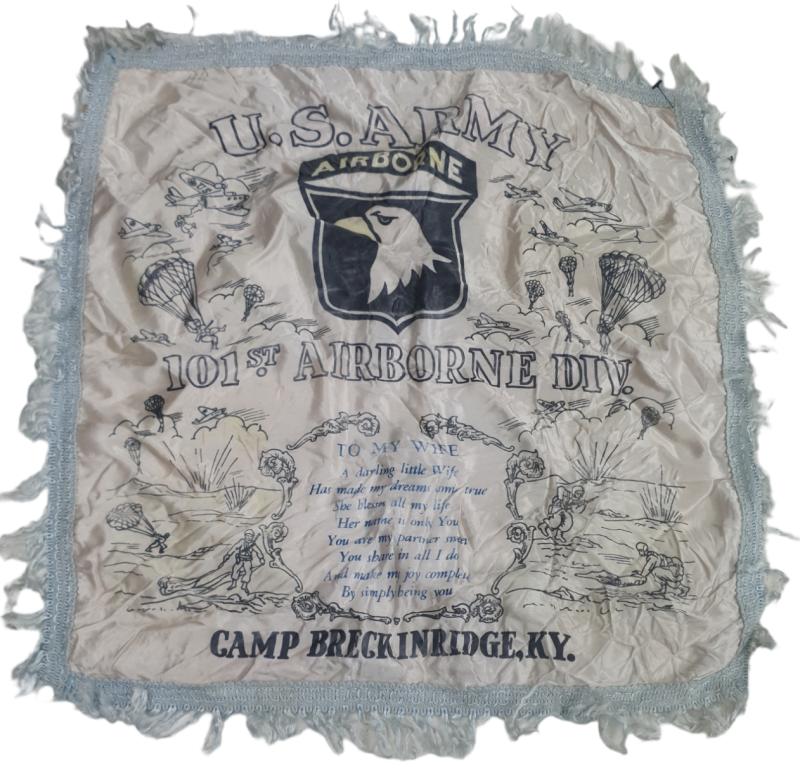 U.S. ARMY
AIRBORNE
101ST AIRBORNE DIV.
TO MY WIFE
A darling little Wife
Has made my dreams come true
She blesses all my life
Her name is only You
You are my partner sweet
You share in all I do
And make my joy complete
By simply being you
CAMP BRECKINRIDGE, KY.